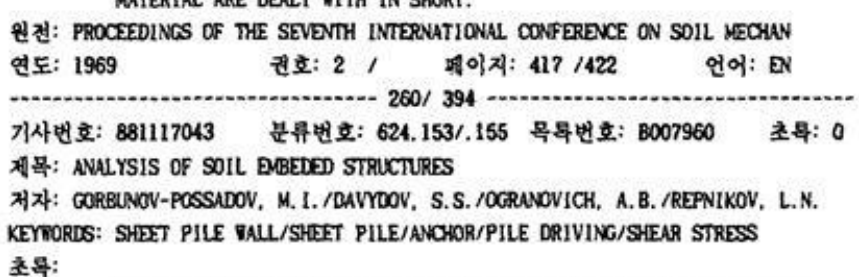 MATERIAL ARE DEALT WITH IN SHORT.
원전: PROCEEDINGS OF THE SEVENTH INTERNATIONAL CONFERENCE ON SOIL MECHAN
연도: 1969 권호: 2 / 페이지: 417 /422 언어: EN
-------------------------------- 260/ 394 --------------------------------
기사번호: 881117043 분류번호: 624.153/.155 목록번호: B007960 초록: 0
제목: ANALYSIS OF SOIL EMBEDED STRUCTURES
저자: GORBUNOV-POSSADOV, M.I./DAVYDOV, S.S./OGRANOVICH, A.B./REPNIKOV, L.N.
KEYWORDS: SHEET PILE WALL/SHEET PILE/ANCHOR/PILE DRIVING/SHEAR STRESS
초록: